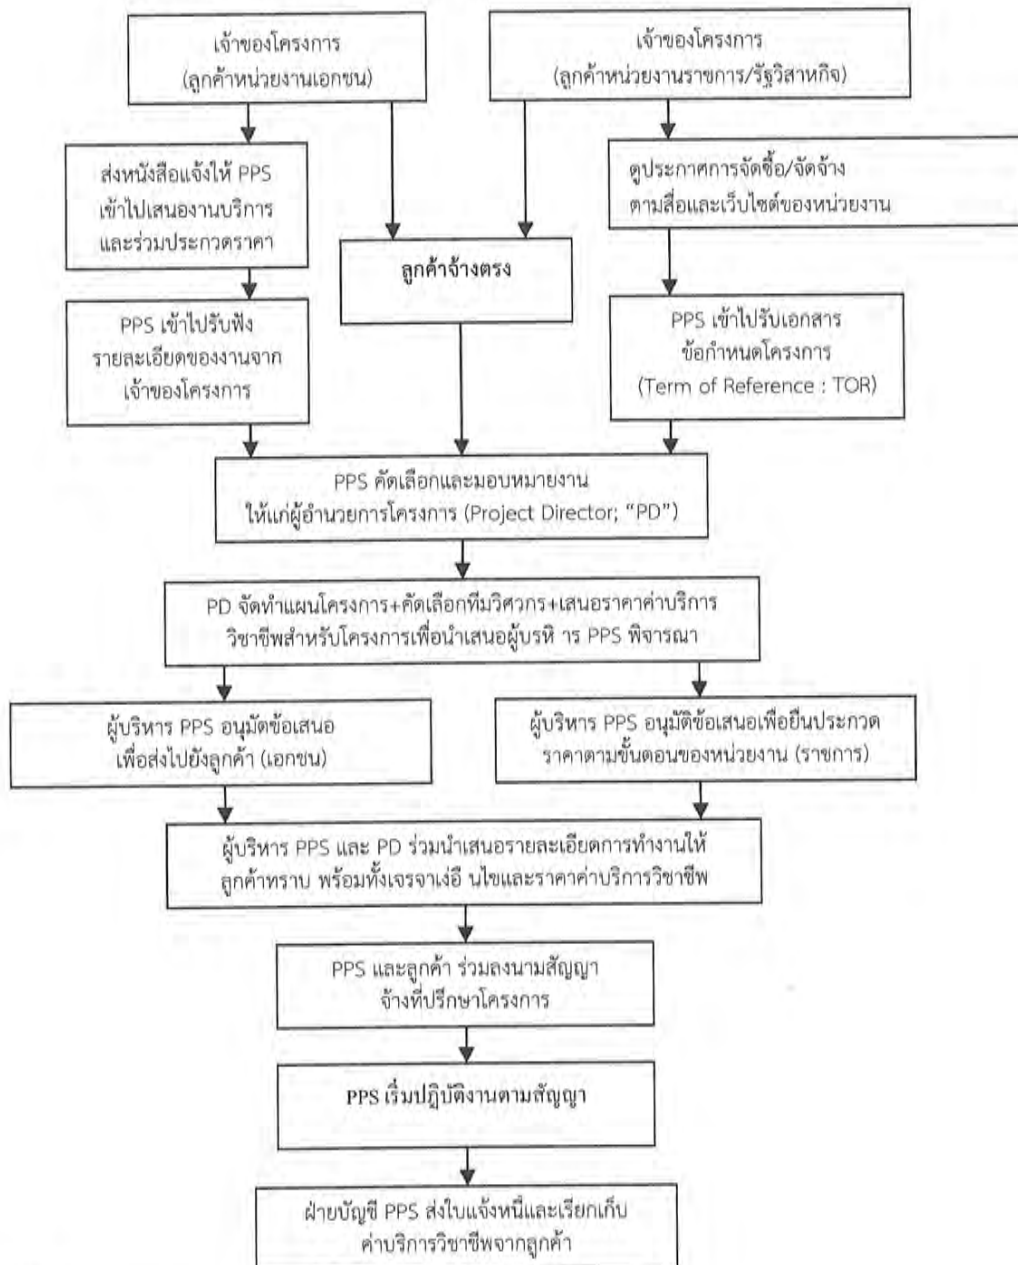 เจ้าของโครงการ
(ลูกค้าหน่วยงานเอกชน)
เจ้าของโครงการ
(ลูกค้าหน่วยงานราชการ/รัฐวิสาหกิจ)
ส่งหนังสือแจ้งให้ PPS
เข้าไปเสนองานบริการ
และร่วมประกวดราคา
ลูกค้าจ้างตรง
ดูประกาศการจัดซื้อ/จัดจ้าง
ตามสื่อและเว็บไซต์ของหน่วยงาน
PPS เข้าไปรับฟัง
รายละเอียดของงานจาก
เจ้าของโครงการ
PPS เข้าไปรับเอกสาร
ข้อกำหนดโครงการ
(Term of Reference : TOR)
PPS คัดเลือกและมอบหมายงาน
ให้แก่ผู้อำนวยการโครงการ (Project Director; “PD”)
PD จัดทำแผนโครงการ+คัดเลือกทีมวิศวกร+เสนอราคาค่าบริการ
วิชาชีพสำหรับโครงการเพื่อนำเสนอผู้บรหิ าร PPS พิจารณา
ผู้บริหาร PPS อนุมัตข้อเสนอ
เพื่อส่งไปยังลูกค้า (เอกชน)
ผู้บริหาร PPS อนุมัติข้อเสนอเพื่อยืนประกวด
ราคาตามขั้นตอนของหน่วยงาน (ราชการ)
ผู้บริหาร PPS และ PD ร่วมนำเสนอรายละเอียดการทำงานให้
ลูกค้าทราบ พร้อมทั้งเจรจาเง่อื นไขและราคาค่าบริการวิชาชีพ
PPS และลูกค้า ร่วมลงนามสัญญา
จ้างที่ปรึกษาโครงการ
PPS เริ่มปฏิบัติงานตามสัญญา
ฝ่ายบัญชี PPS ส่งใบแจ้งหนี้และเรียกเก็บ
ค่าบริการวิชาชีพจากลูกค้า